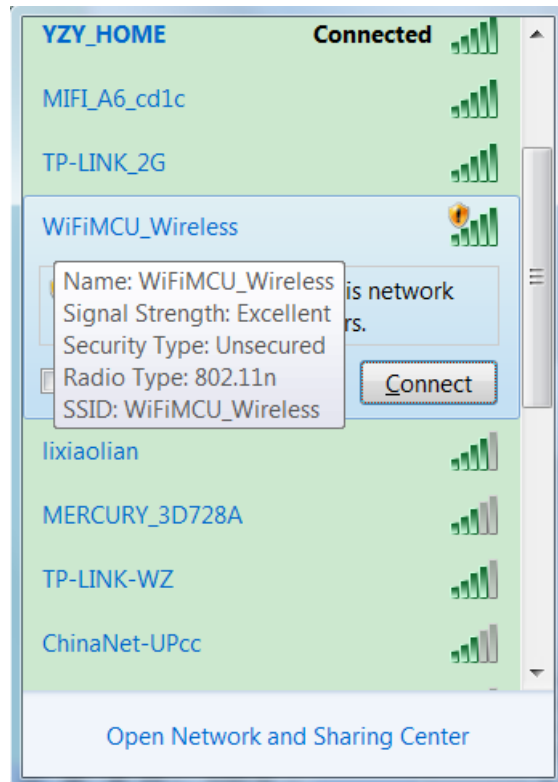 YZY_HOME Connected
MIFI_A6_cd1c
TP-LINK_2G
WiFiMCU_Wireless
Name: WiFiMCU_Wireless
is network
Signal Strength: Excellent
rs.
Security Type: Unsecured
Radio Type: 802.11n
Connect
SSID: WiFiMCU_Wireless
lixiaolian
MERCURY_3D728A
TP-LINK-WZ
ChinaNet-UPcc
Open Network and Sharing Center